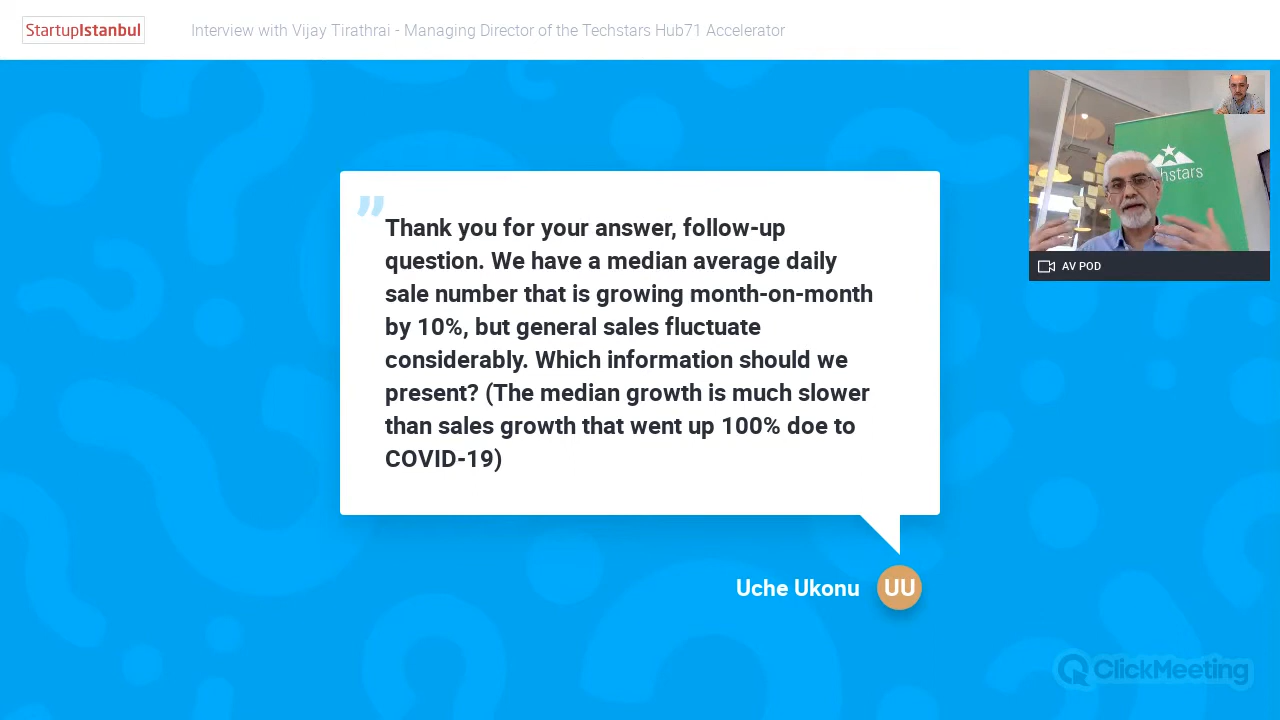 StartupIstanbul
Interview with Vijay Tirathrai - Managing Director of the Techstars Hub71 Accelerator
hstars
AV POD
Thank you for your answer, follow-up
question. We have a median average daily
sale number that is growing month-on-month
by 10%, but general sales fluctuate
considerably. Which information should we
present? (The median growth is much slower
than sales growth that went up 100% doe to
COVID-19)
Uche Ukonu
UU
ClickMeeting